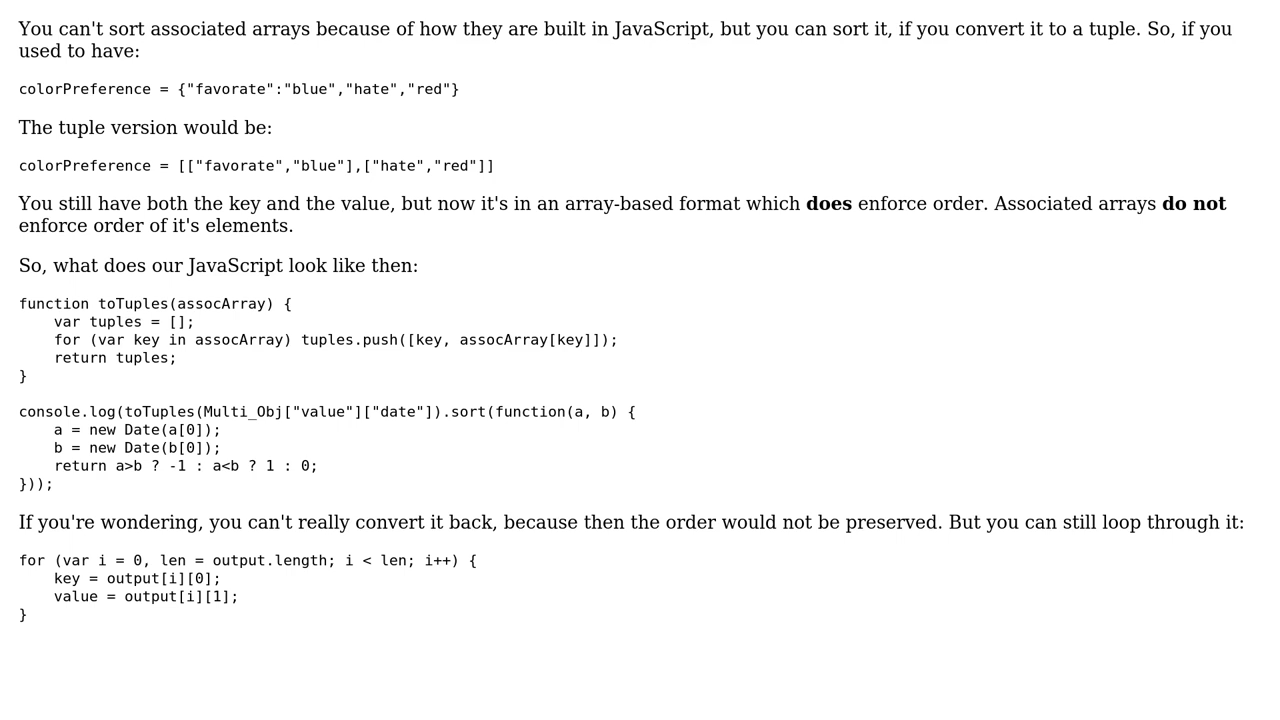 You can't sort associated arrays because of how they are built in JavaScript, but you can sort it, if you convert it to a tuple. So, if you
used to have:
colorPreference = {"favorate":"blue","hate","red"}
The tuple version would be:
colorPreference = [["favorate","blue"],["hate","red"]]
You still have both the key and the value, but now it's in an array-based format which does enforce order. Associated arrays do not
enforce order of it's elements.
So, what does our JavaScript look like then:
function toTuples(assocArray) {
    var tuples = [];
    for (var key in assocArray) tuples.push([key, assocArray[key]]);
    return tuples;
}
console.log(toTuples(Multi_Obj["value"]["date"]).sort(function(a, b) {
    a = new Date(a[0]);
    b = new Date(b[0]);
    return a>b ? -1 : a<b ? 1 : 0;
}));
If you're wondering, you can't really convert it back, because then the order would not be preserved. But you can still loop through it:
for (var i = 0, len = output.length; i < len; i++) {
    key = output[i][0];
    value = output[i][1];
}